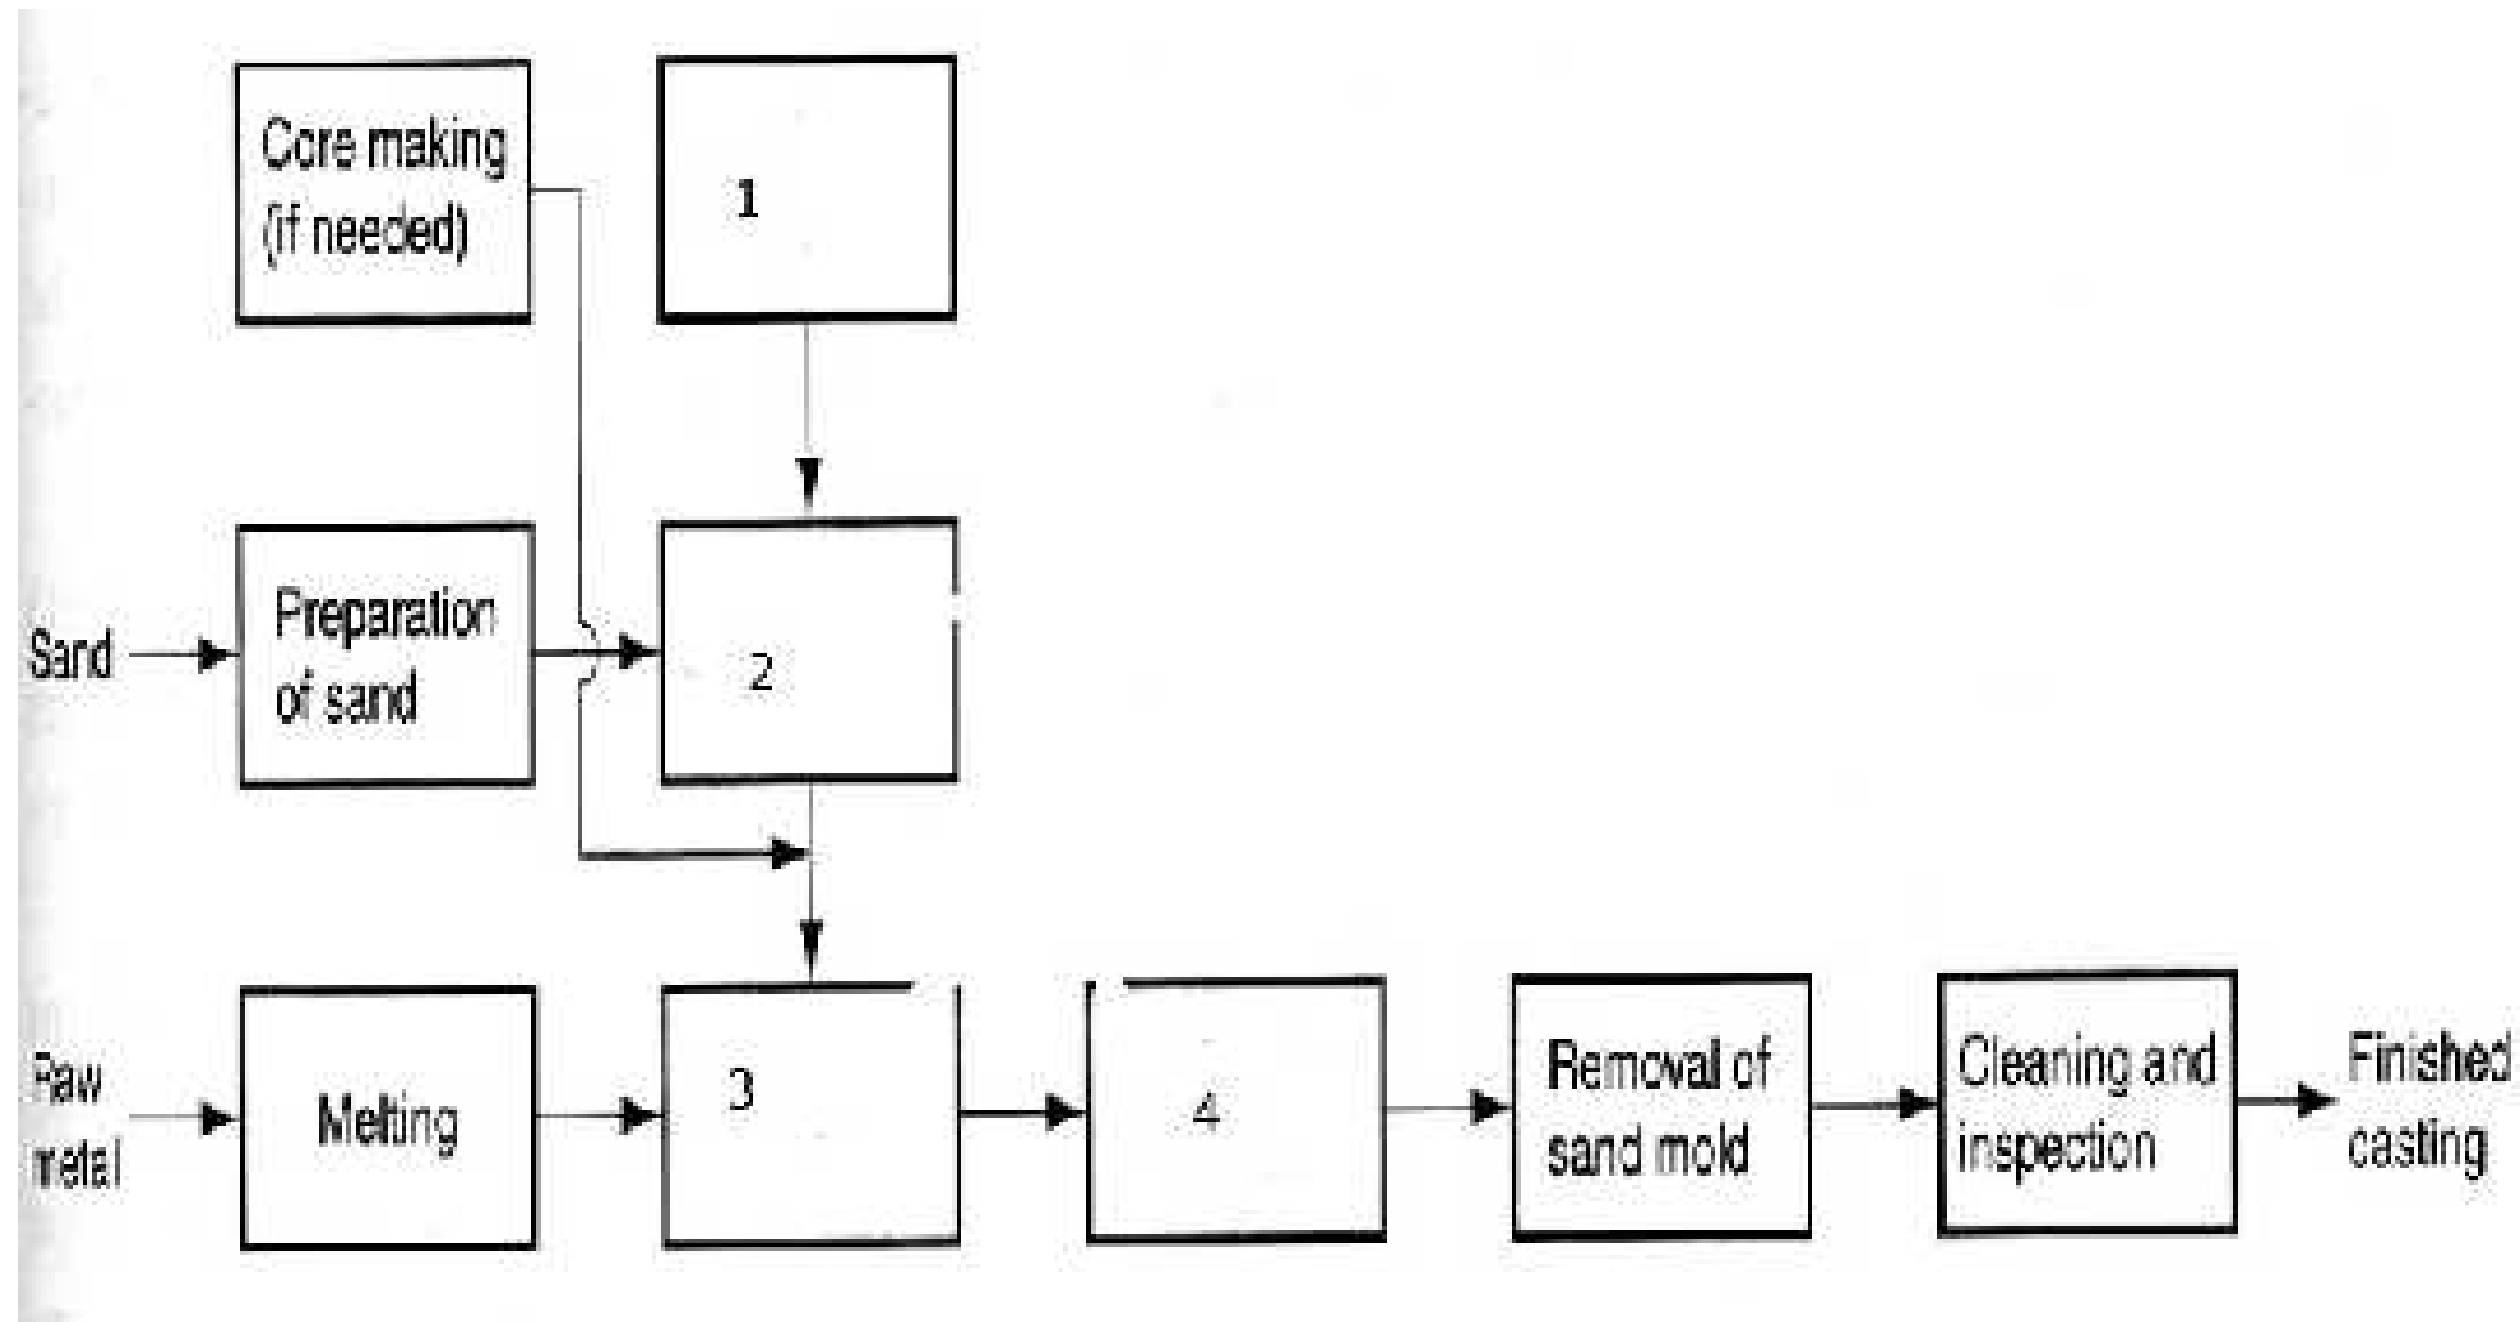 Core making
(if needed)
1
Sand
Preparation
of sand
2
Raw
metal
Melting
3
4
Removal of
sand mold
Cleaning and
inspection
Finished
casting